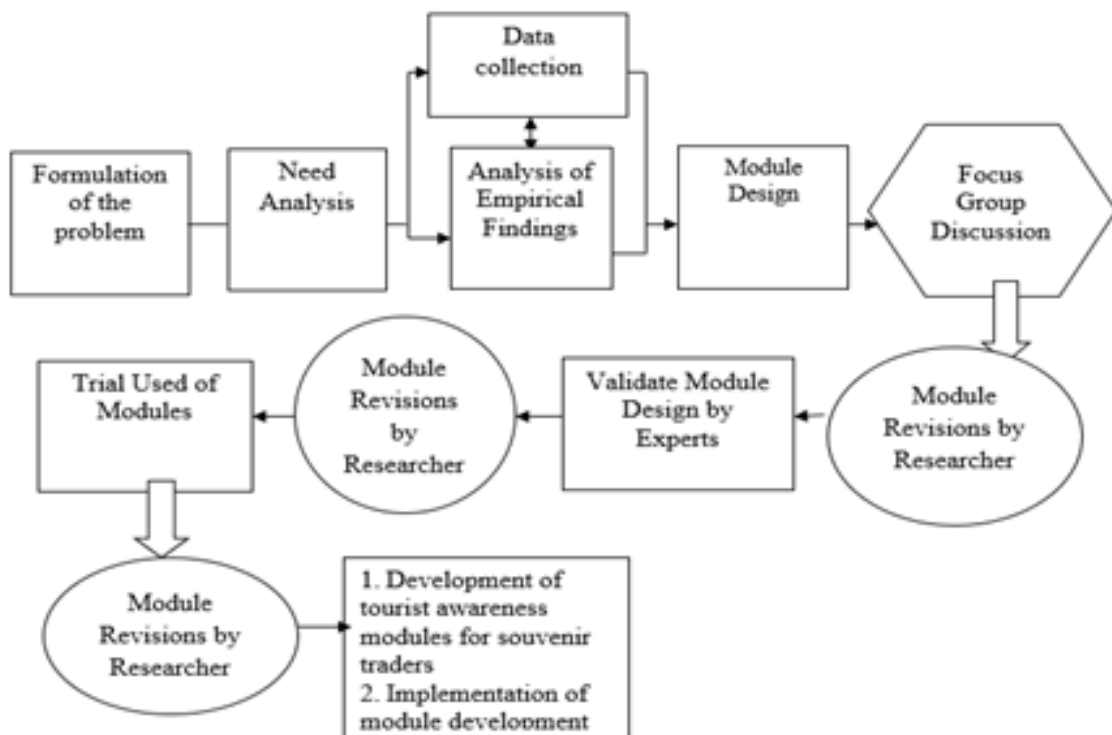 Formulation
of the
problem
Need
Analysis
Data
collection
Analysis of
Empirical
Findings
Module
Design
Focus
Group
Discussion
Module
Revisions by
Researcher
Validate Module
Design by
Experts
Module
Revisions
by
Researcher
Trial Used of
Modules
Module
Revisions by
Researcher
1. Development of
tourist awareness
modules for souvenir
traders
2. Implementation of
module development